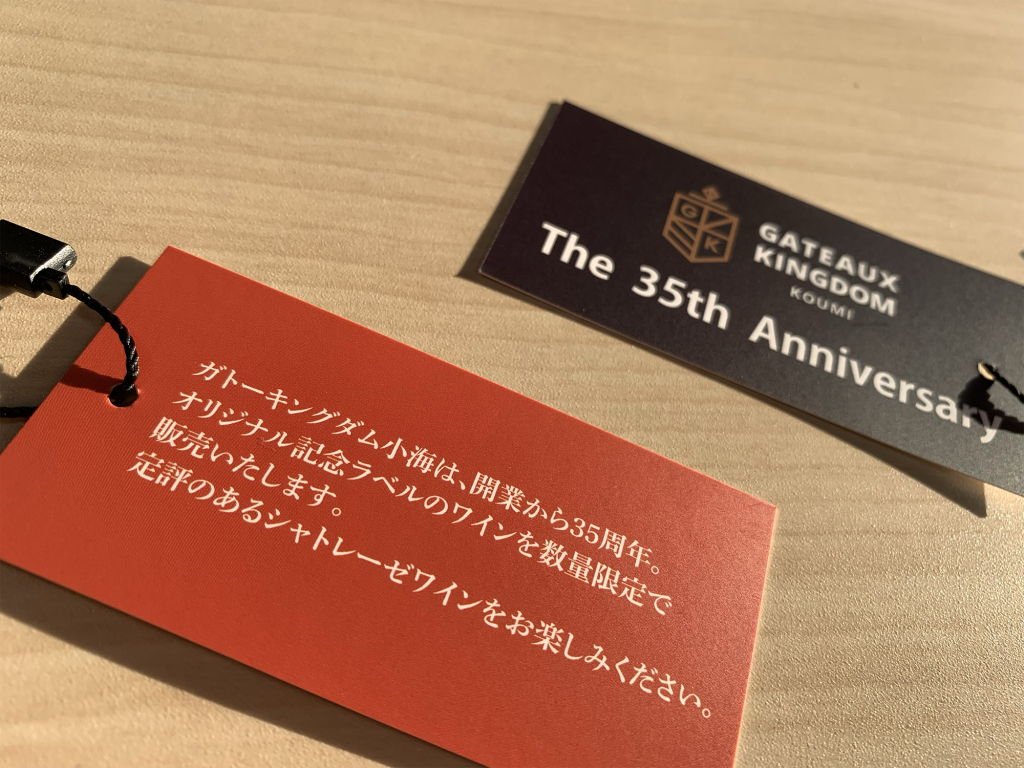 G
K
GATEAUX
KINGDOM
KOUMI
The 35th Anniversary
ガトーキングダム小海は、開業から35周年。
オリジナル記念ラベルのワインを数量限定で
販売いたします。
定評のあるシャトレーゼワインをお楽しみください。